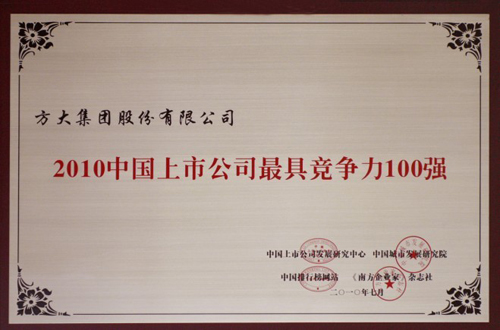 方大集团股份有限公司
2010中国上市公司最具竞争力100强
中国上市公司发展研究中心 中国城市发展研究院
中国排行榜网站 《南方企业家》杂志社
二〇一〇年七月